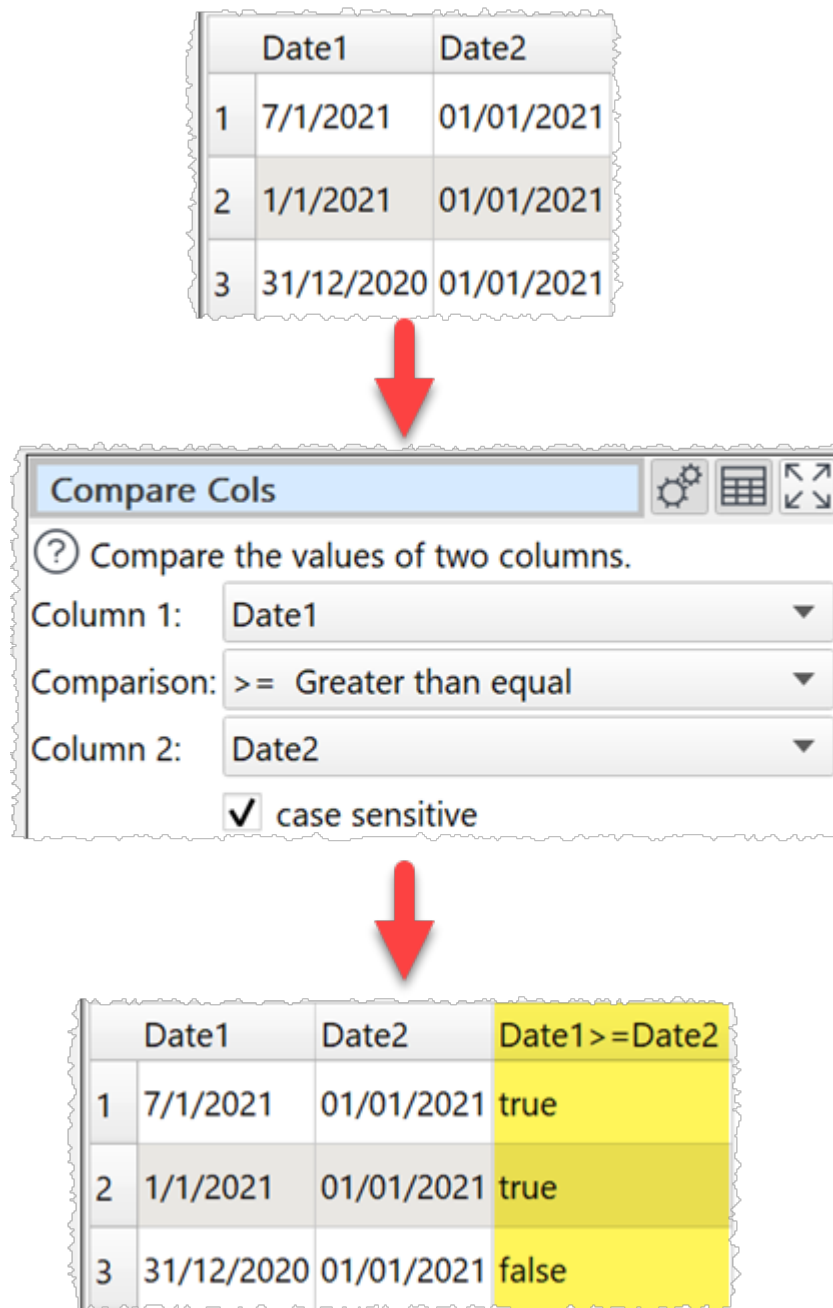 Date1 Date2
1 7/1/2021 01/01/2021
2 1/1/2021 01/01/2021
3 31/12/2020 01/01/2021
Compare Cols
? Compare the values of two columns.
Column 1: Date1
Comparison: >= Greater than equal
Column 2: Date2
case sensitive
Date1 Date2 Date1>=Date2
1 7/1/2021 01/01/2021 true
2 1/1/2021 01/01/2021 true
3 31/12/2020 01/01/2021 false